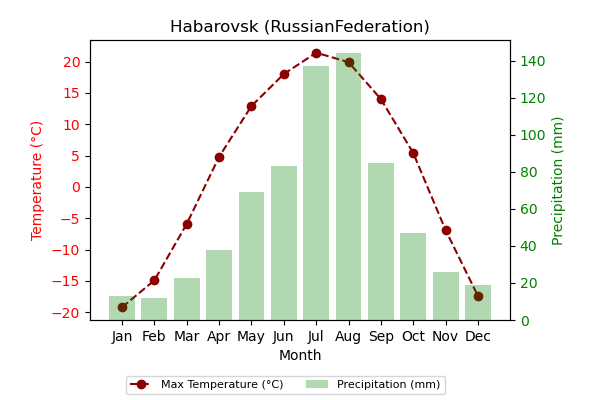 Habarovsk (RussianFederation)
20
15
10
5
0
−5
−10
−15
−20
Temperature (°C)
140
120
100
80
60
40
20
0
Precipitation (mm)
Jan Feb Mar Apr May Jun Jul Aug Sep Oct Nov Dec
Month
Max Temperature (°C) Precipitation (mm)